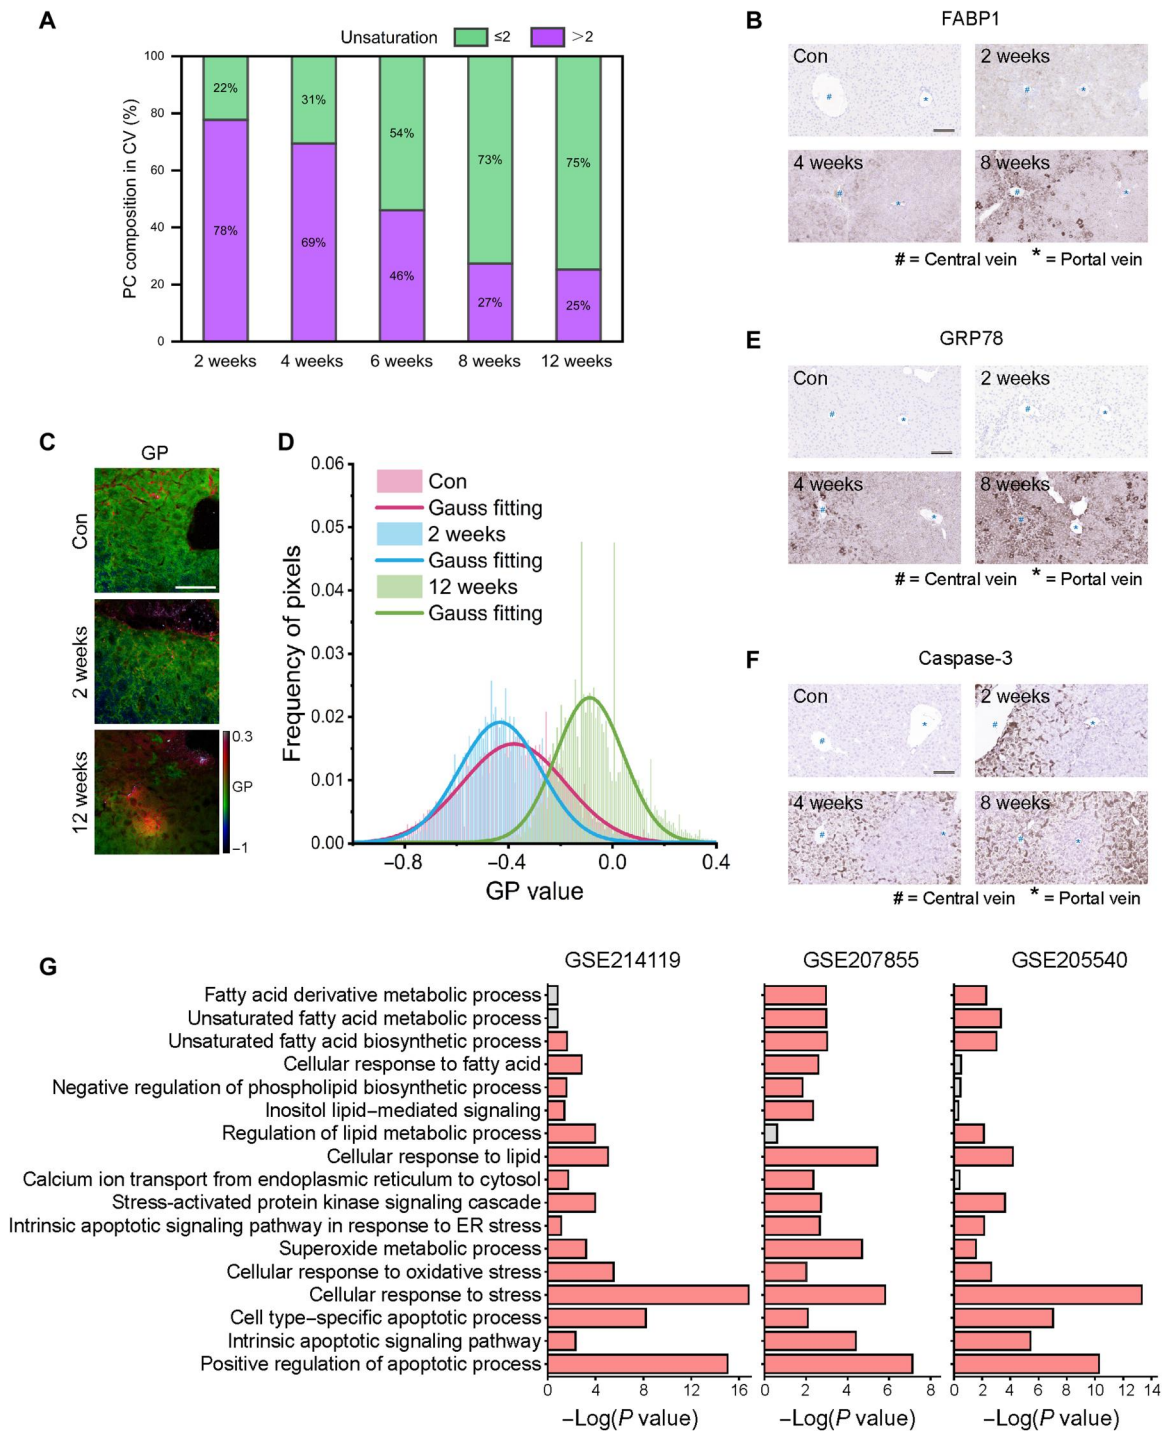 A
Unsaturation ≤2 >2
PC composition in CV (%)
100
80
60
40
20
0
22% 31% 54% 73% 75%
78% 69% 46% 27% 25%
2 weeks 4 weeks 6 weeks 8 weeks 12 weeks
B
FABP1
Con 2 weeks
# * # *
4 weeks 8 weeks
# * # *
# = Central vein * = Portal vein
E
GRP78
Con 2 weeks
# * # *
4 weeks 8 weeks
# * # *
# = Central vein * = Portal vein
C
GP
Con
2 weeks
12 weeks
0.3
GP
−1
D
Frequency of pixels
0.06
0.05
0.04
0.03
0.02
0.01
0.00
Con
Gauss fitting
2 weeks
Gauss fitting
12 weeks
Gauss fitting
−0.8 −0.4 0.0 0.4
GP value
F
Caspase-3
Con 2 weeks
# * # *
4 weeks 8 weeks
# * # *
# = Central vein * = Portal vein
G
GSE214119 GSE207855 GSE205540
Fatty acid derivative metabolic process
Unsaturated fatty acid metabolic process
Unsaturated fatty acid biosynthetic process
Cellular response to fatty acid
Negative regulation of phospholipid biosynthetic process
Inositol lipid−mediated signaling
Regulation of lipid metabolic process
Cellular response to lipid
Calcium ion transport from endoplasmic reticulum to cytosol
Stress-activated protein kinase signaling cascade
Intrinsic apoptotic signaling pathway in response to ER stress
Superoxide metabolic process
Cellular response to oxidative stress
Cellular response to stress
Cell type−specific apoptotic process
Intrinsic apoptotic signaling pathway
Positive regulation of apoptotic process
0 4 8 12 16 0 2 4 6 8 0 2 4 6 8 10 12 14
−Log(P value) −Log(P value) −Log(P value)